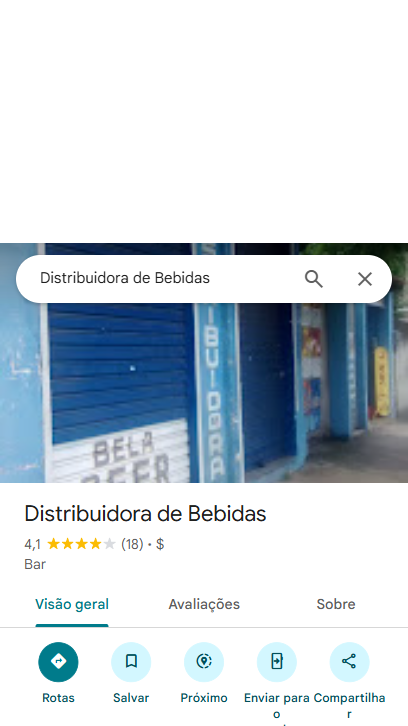 Distribuidora de Bebidas
IBUIDORA
BELA
BEER
Distribuidora de Bebidas
4,1 (18) • $
Bar
Visão geral Avaliações Sobre
Rotas Salvar Próximo Enviar para o Compartilhar